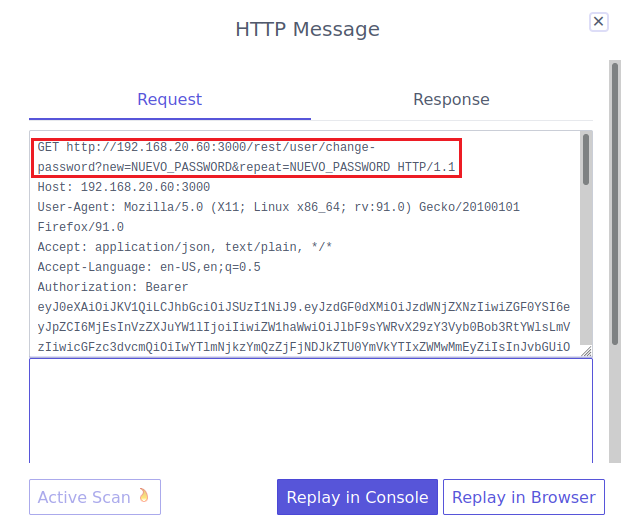 HTTP Message
Request
Response
GET http://192.168.20.60:3000/rest/user/change-
password?new=NUEVO_PASSWORD&repeat=NUEVO_PASSWORD HTTP/1.1
Host: 192.168.20.60:3000
User-Agent: Mozilla/5.0 (X11; Linux x86_64; rv:91.0) Gecko/20100101
Firefox/91.0
Accept: application/json, text/plain, */*
Accept-Language: en-US,en;q=0.5
Authorization: Bearer
eyJ0eXAiOiJKV1QiLCJhbGciOiJSUzI1NiJ9.eyJzdGF0dXMiOiJzdWNjZXNzIiwiZGF0YSI6e
yJpZCI6MjEsInVzZXJuYW1lIjoiIiwiZW1haWwiOiJlbF9sYWRvX29zY3Vyb0Bob3RtYWlsLmV
zIiwicGFzc3dvcmQiOiIwYTlmNjkzYmQzZjFjNDJkZTU0YmVkYTIxZWMwMmEyZiIsInJvbGUiO
Active Scan
Replay in Console
Replay in Browser